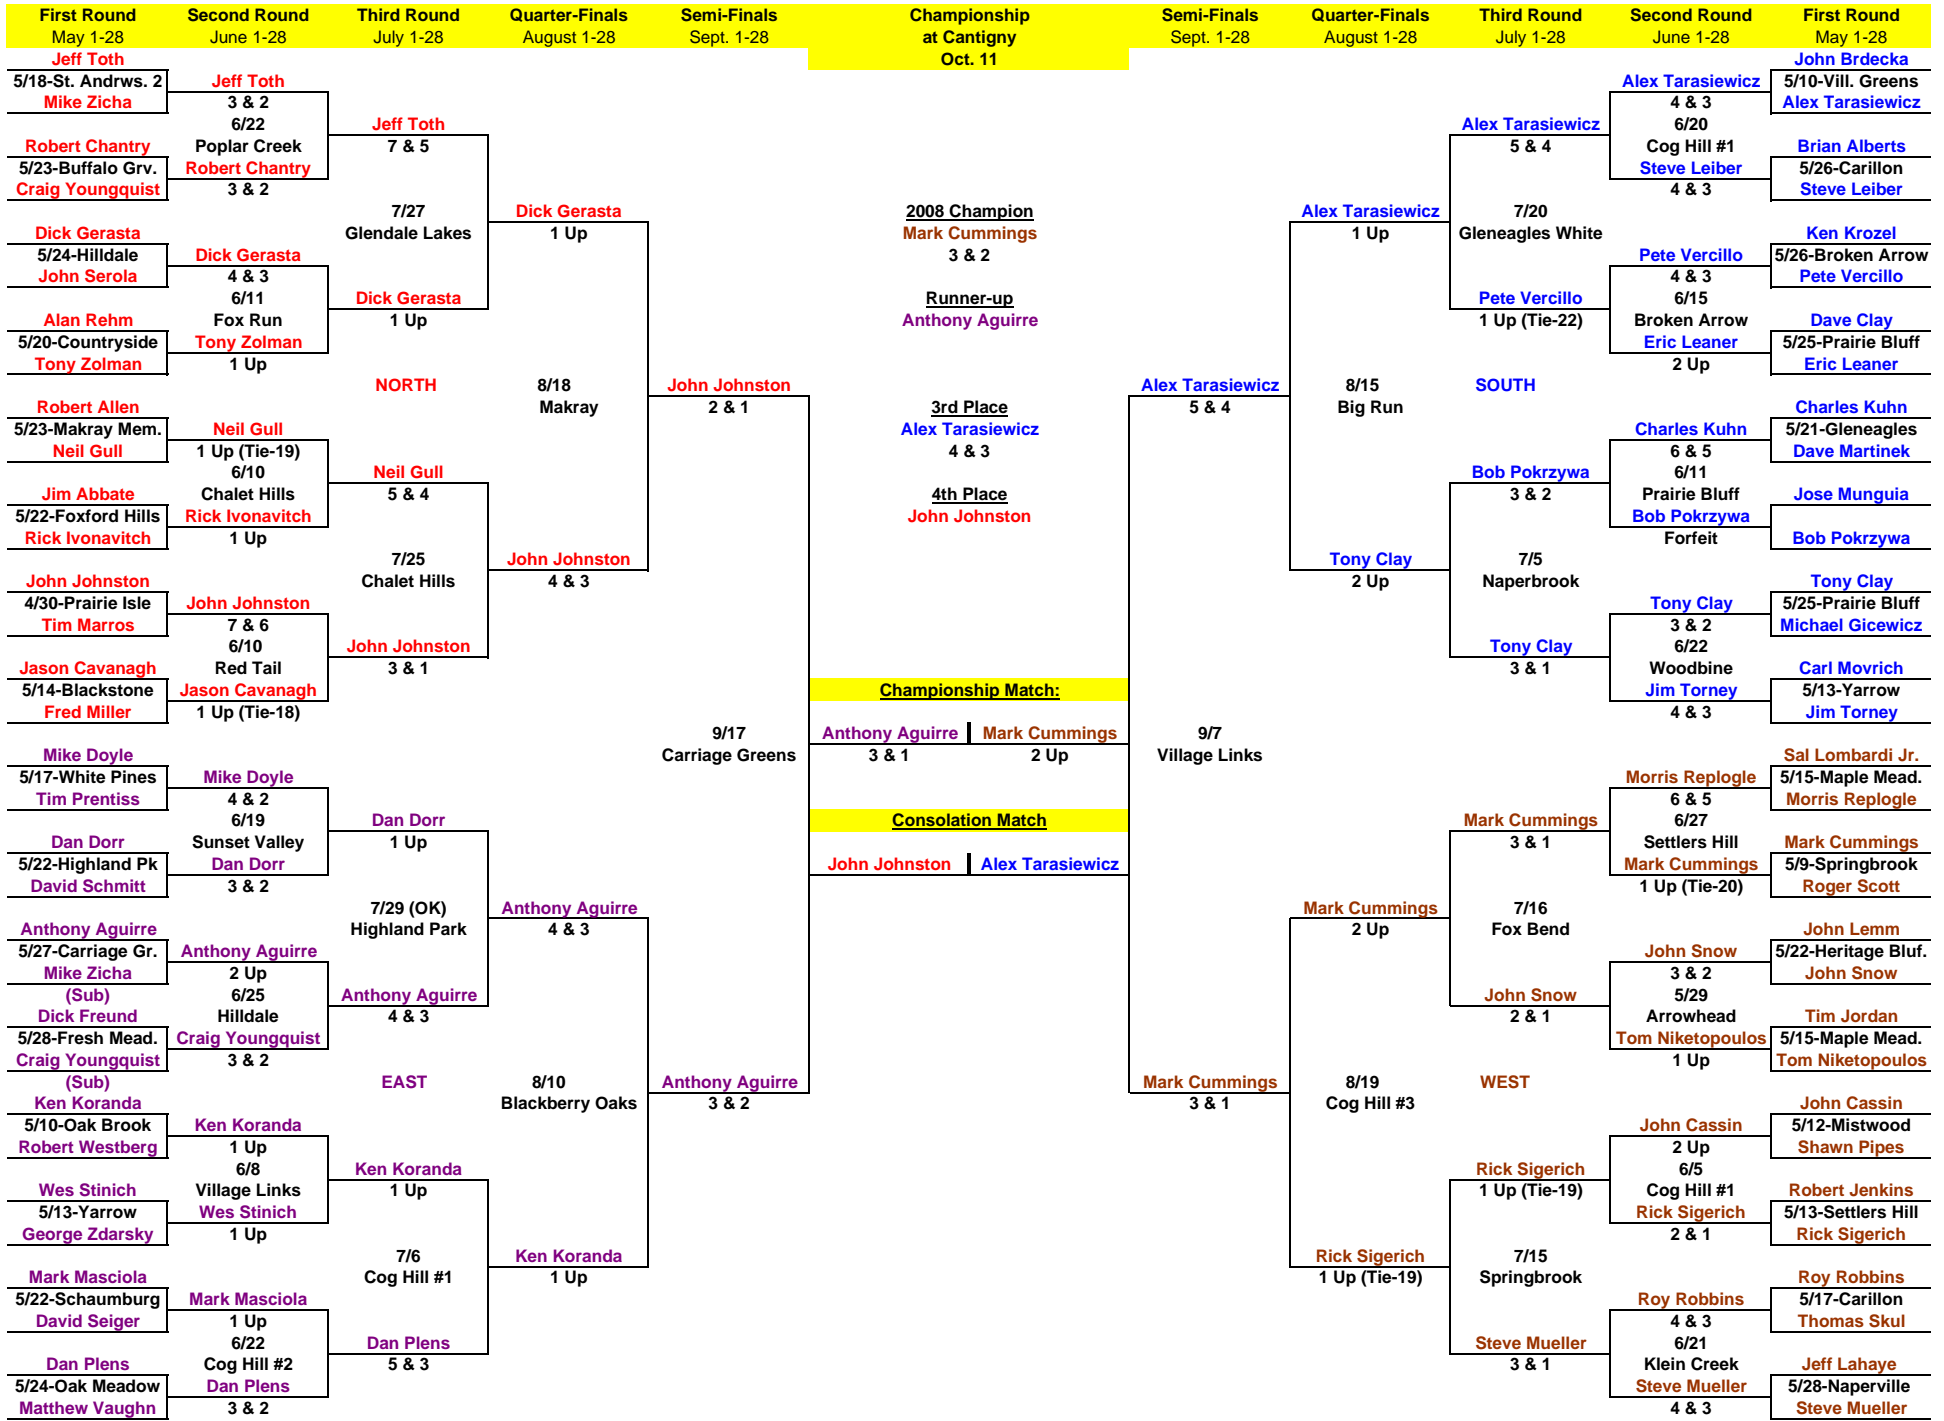 First Round Second Round Third Round Quarter-Finals Semi-Finals Championship Semi-Finals Quarter-Finals Third Round Second Round First Round
May 1-28 June 1-28 July 1-28 August 1-28 Sept. 1-28 at Cantigny Sept. 1-28 August 1-28 July 1-28 June 1-28 May 1-28
Jeff Toth Oct. 11 John Brdecka
5/18-St. Andrws. 2 Jeff Toth Alex Tarasiewicz 5/10-Vill. Greens
Mike Zicha 3 & 2 4 & 3 Alex Tarasiewicz
6/22 Jeff Toth Alex Tarasiewicz 6/20
Robert Chantry Poplar Creek 7 & 5 5 & 4 Cog Hill #1 Brian Alberts
5/23-Buffalo Grv. Robert Chantry Steve Leiber 5/26-Carillon
Craig Youngquist 3 & 2 4 & 3 Steve Leiber
7/27 Dick Gerasta 2008 Champion Alex Tarasiewicz 7/20
Dick Gerasta Glendale Lakes 1 Up Mark Cummings 1 Up Gleneagles White Ken Krozel
5/24-Hilldale Dick Gerasta 3 & 2 Pete Vercillo 5/26-Broken Arrow
John Serola 4 & 3 4 & 3 Pete Vercillo
6/11 Dick Gerasta Runner-up Pete Vercillo 6/15
Alan Rehm Fox Run 1 Up Anthony Aguirre 1 Up (Tie-22) Broken Arrow Dave Clay
5/20-Countryside Tony Zolman Eric Leaner 5/25-Prairie Bluff
Tony Zolman 1 Up 2 Up Eric Leaner
NORTH 8/18 John Johnston Alex Tarasiewicz 8/15 SOUTH
Robert Allen Makray 2 & 1 3rd Place 5 & 4 Big Run Charles Kuhn
5/23-Makray Mem. Neil Gull Alex Tarasiewicz Charles Kuhn 5/21-Gleneagles
Neil Gull 1 Up (Tie-19) 4 & 3 6 & 5 Dave Martinek
6/10 Neil Gull Bob Pokrzywa 6/11
Jim Abbate Chalet Hills 5 & 4 4th Place 3 & 2 Prairie Bluff Jose Munguia
5/22-Foxford Hills Rick Ivonavitch John Johnston Bob Pokrzywa
Rick Ivonavitch 1 Up Forfeit Bob Pokrzywa
7/25 John Johnston Tony Clay 7/5
John Johnston Chalet Hills 4 & 3 2 Up Naperbrook Tony Clay
4/30-Prairie Isle John Johnston Tony Clay 5/25-Prairie Bluff
Tim Marros 7 & 6 3 & 2 Michael Gicewicz
6/10 John Johnston Tony Clay 6/22
Jason Cavanagh Red Tail 3 & 1 3 & 1 Woodbine Carl Movrich
5/14-Blackstone Jason Cavanagh Championship Match: Jim Torney 5/13-Yarrow
Fred Miller 1 Up (Tie-18) 4 & 3 Jim Torney
9/17 Anthony Aguirre Mark Cummings 9/7
Mike Doyle Carriage Greens 3 & 1 2 Up Village Links Sal Lombardi Jr.
5/17-White Pines Mike Doyle Morris Replogle 5/15-Maple Mead.
Tim Prentiss 4 & 2 6 & 5 Morris Replogle
6/19 Dan Dorr Consolation Match Mark Cummings 6/27
Dan Dorr Sunset Valley 1 Up 3 & 1 Settlers Hill Mark Cummings
5/22-Highland Pk Dan Dorr John Johnston Alex Tarasiewicz Mark Cummings 5/9-Springbrook
David Schmitt 3 & 2 1 Up (Tie-20) Roger Scott
7/29 (OK) Anthony Aguirre Mark Cummings 7/16
Anthony Aguirre Highland Park 4 & 3 2 Up Fox Bend John Lemm
5/27-Carriage Gr. Anthony Aguirre John Snow 5/22-Heritage Bluf.
Mike Zicha 2 Up 3 & 2 John Snow
(Sub) 6/25 Anthony Aguirre John Snow 5/29
Dick Freund Hilldale 4 & 3 2 & 1 Arrowhead Tim Jordan
5/28-Fresh Mead. Craig Youngquist Tom Niketopoulos 5/15-Maple Mead.
Craig Youngquist 3 & 2 1 Up Tom Niketopoulos
(Sub) EAST 8/10 Anthony Aguirre Mark Cummings 8/19 WEST
Ken Koranda Blackberry Oaks 3 & 2 3 & 1 Cog Hill #3 John Cassin
5/10-Oak Brook Ken Koranda John Cassin 5/12-Mistwood
Robert Westberg 1 Up 2 Up Shawn Pipes
6/8 Ken Koranda Rick Sigerich 6/5
Wes Stinich Village Links 1 Up 1 Up (Tie-19) Cog Hill #1 Robert Jenkins
5/13-Yarrow Wes Stinich Rick Sigerich 5/13-Settlers Hill
George Zdarsky 1 Up 2 & 1 Rick Sigerich
7/6 Ken Koranda Rick Sigerich 7/15
Mark Masciola Cog Hill #1 1 Up 1 Up (Tie-19) Springbrook Roy Robbins
5/22-Schaumburg Mark Masciola Roy Robbins 5/17-Carillon
David Seiger 1 Up 4 & 3 Thomas Skul
6/22 Dan Plens Steve Mueller 6/21
Dan Plens Cog Hill #2 5 & 3 3 & 1 Klein Creek Jeff Lahaye
5/24-Oak Meadow Dan Plens Steve Mueller 5/28-Naperville
Matthew Vaughn 3 & 2 4 & 3 Steve Mueller